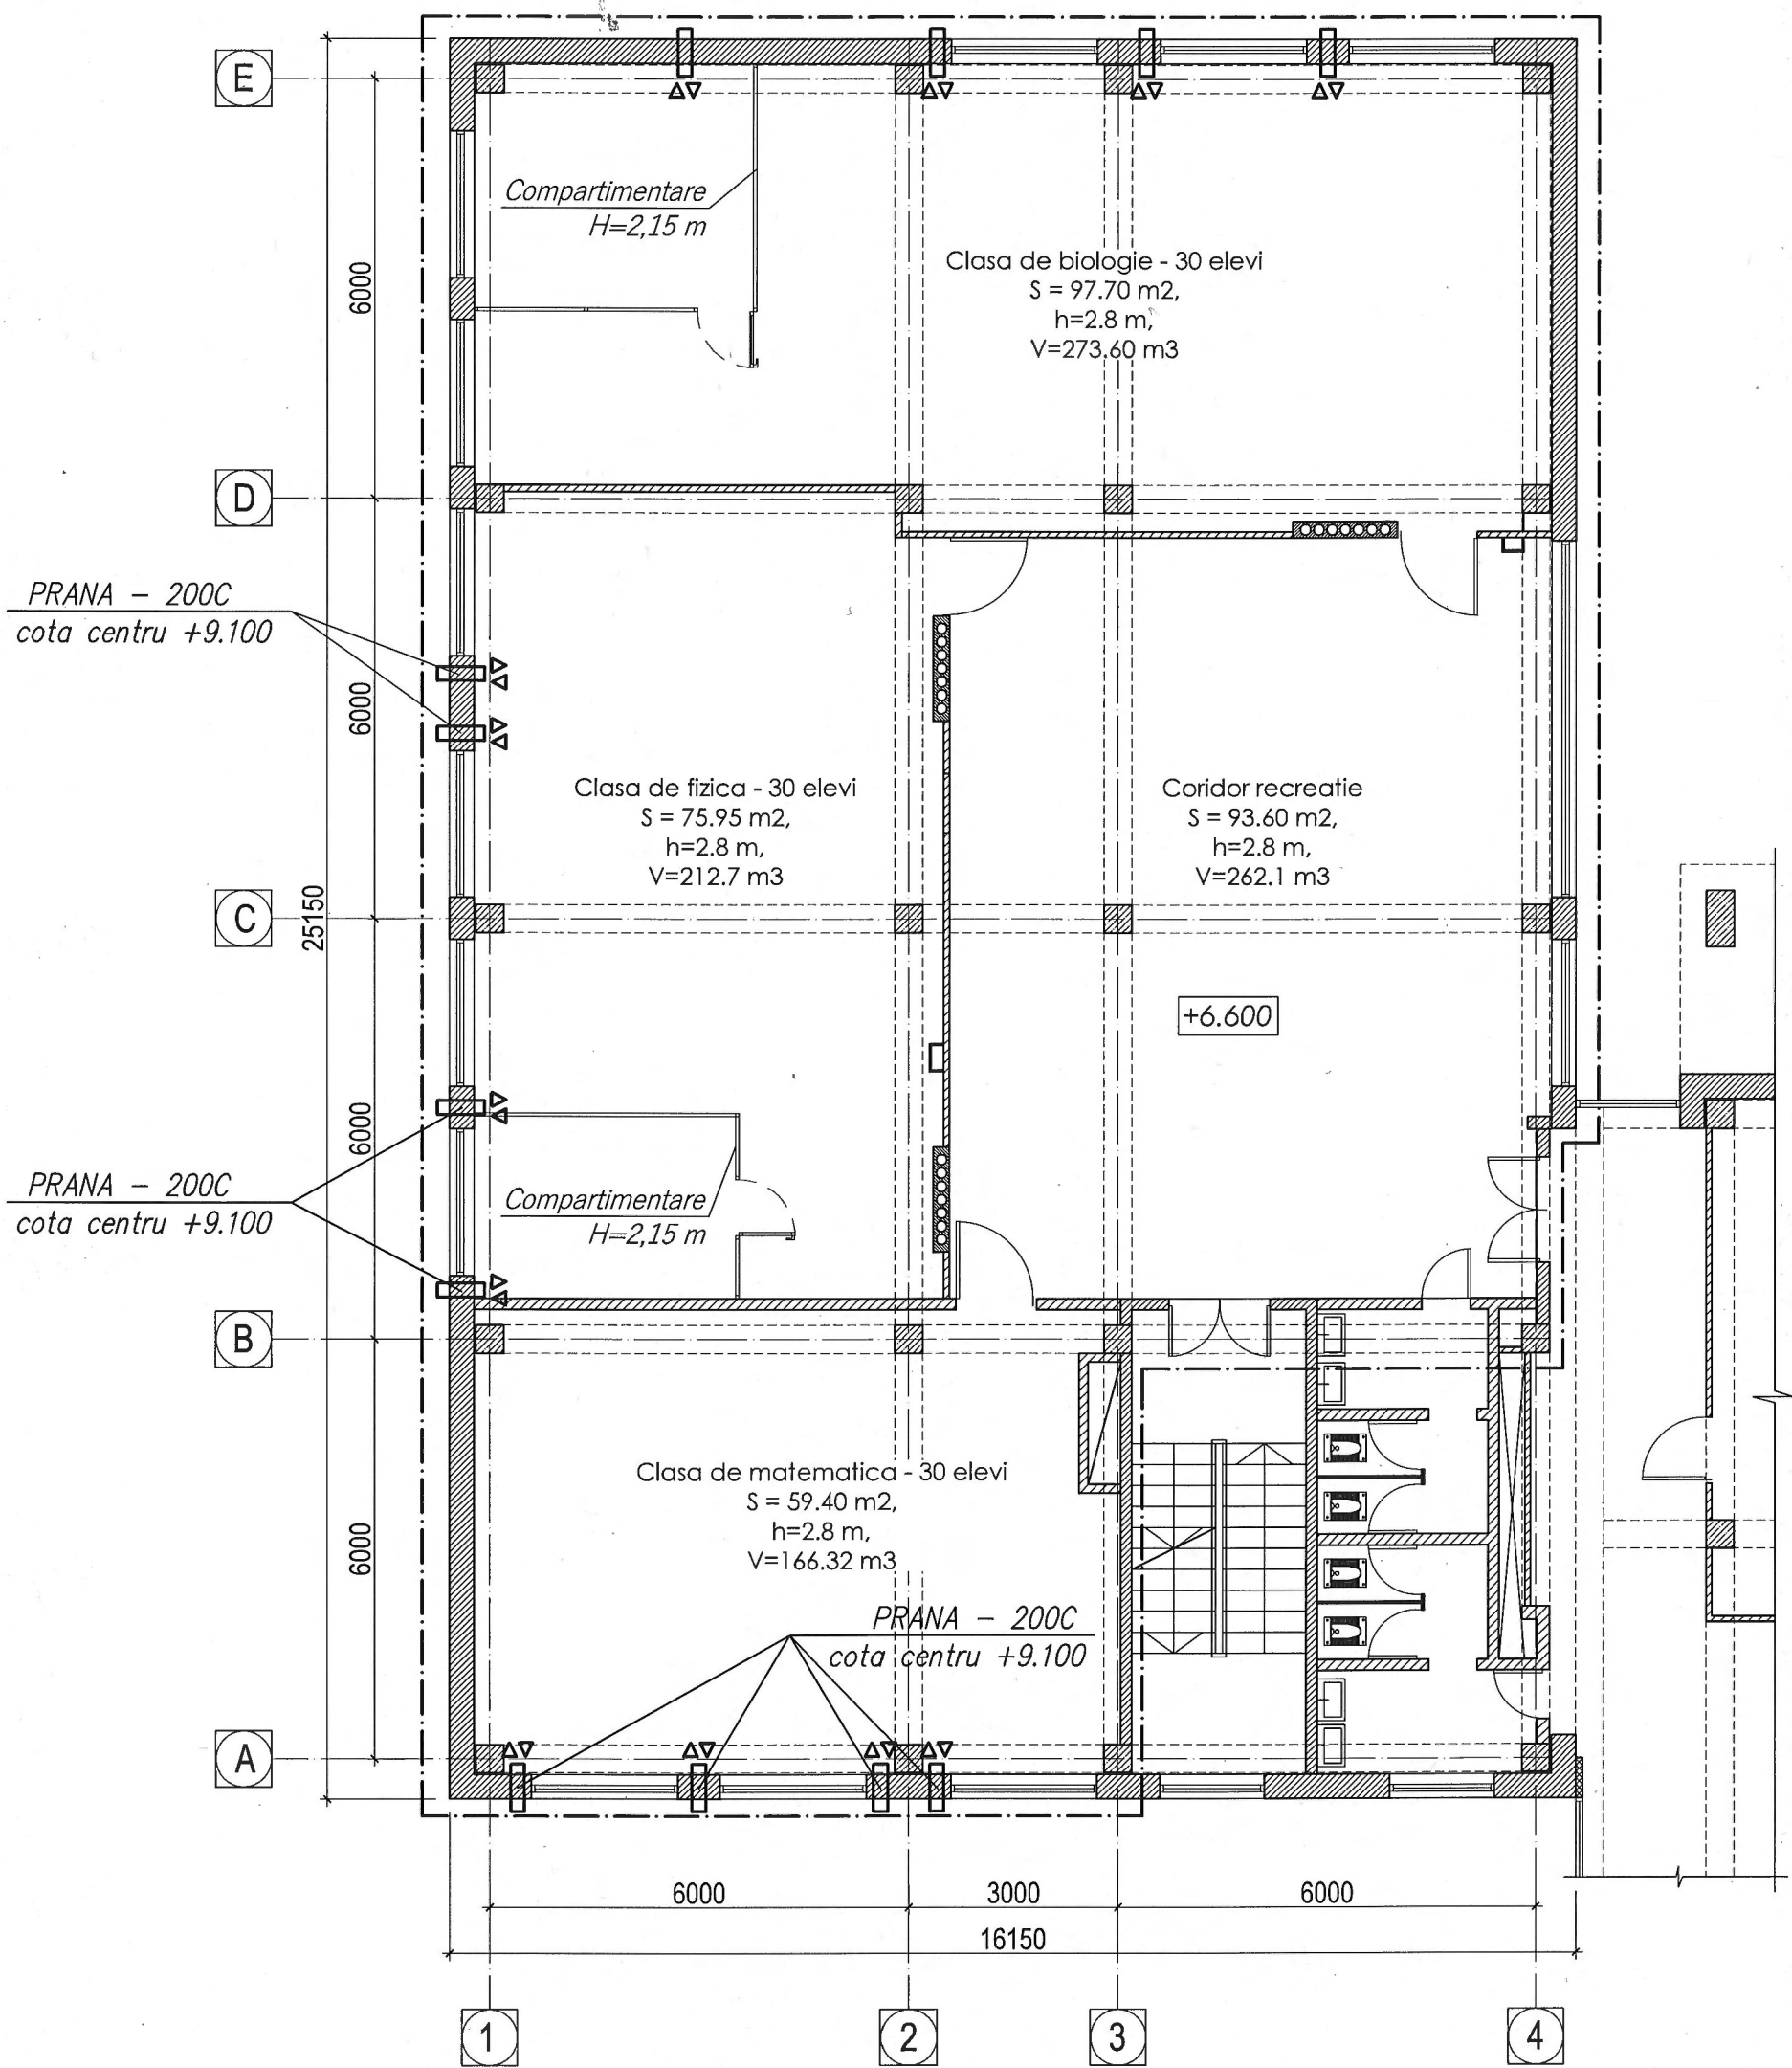 E
Compartimentare
H=2,15 m
Clasa de biologie - 30 elevi
S = 97.70 m2,
h=2.8 m,
V=273.60 m3
6000
D
PRANA - 200C
cota centru +9.100
6000
Clasa de fizica - 30 elevi
S = 75.95 m2,
h=2.8 m,
V=212.7 m3
Coridor recreatie
S = 93.60 m2,
h=2.8 m,
V=262.1 m3
C
25150
+6.600
6000
PRANA - 200C
cota centru +9.100
Compartimentare
H=2,15 m
B
Clasa de matematica - 30 elevi
S = 59.40 m2,
h=2.8 m,
V=166.32 m3
6000
PRANA - 200C
cota centru +9.100
A
6000
3000
6000
16150
1
2
3
4